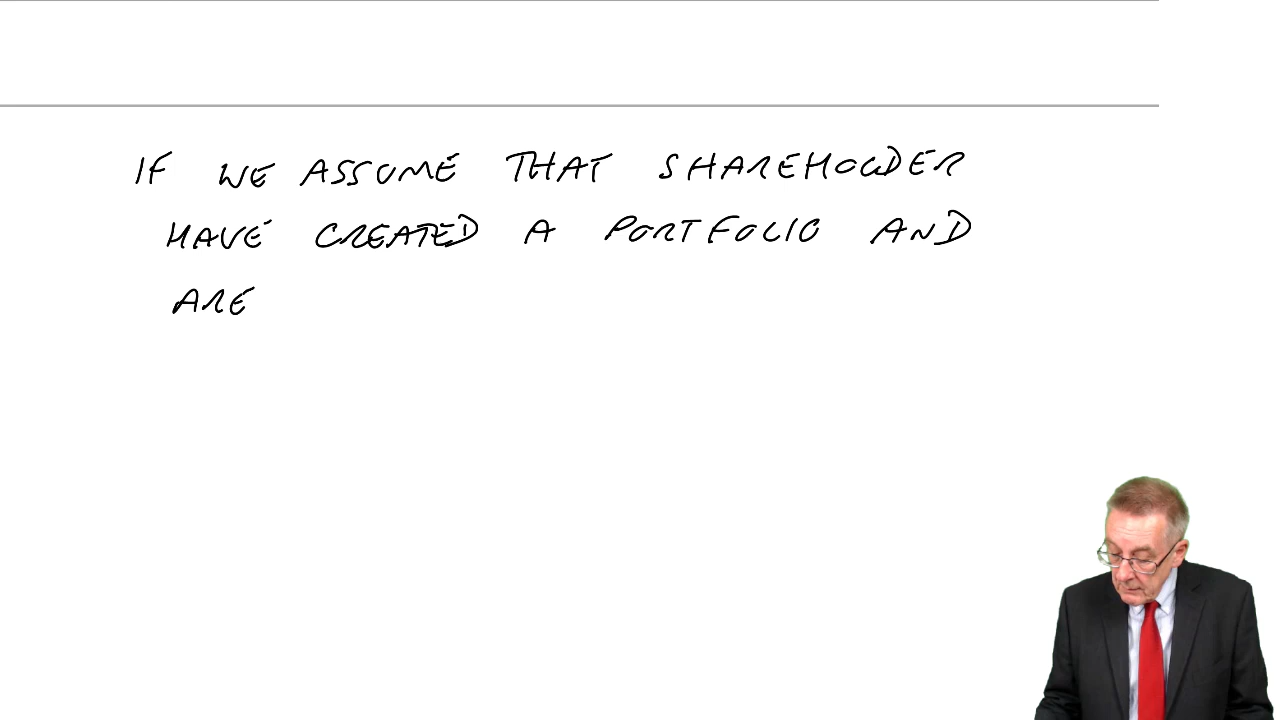 IF WE ASSUME THAT SHAREHOLDER
HAVE CREATED A PORTFOLIO AND
ARE